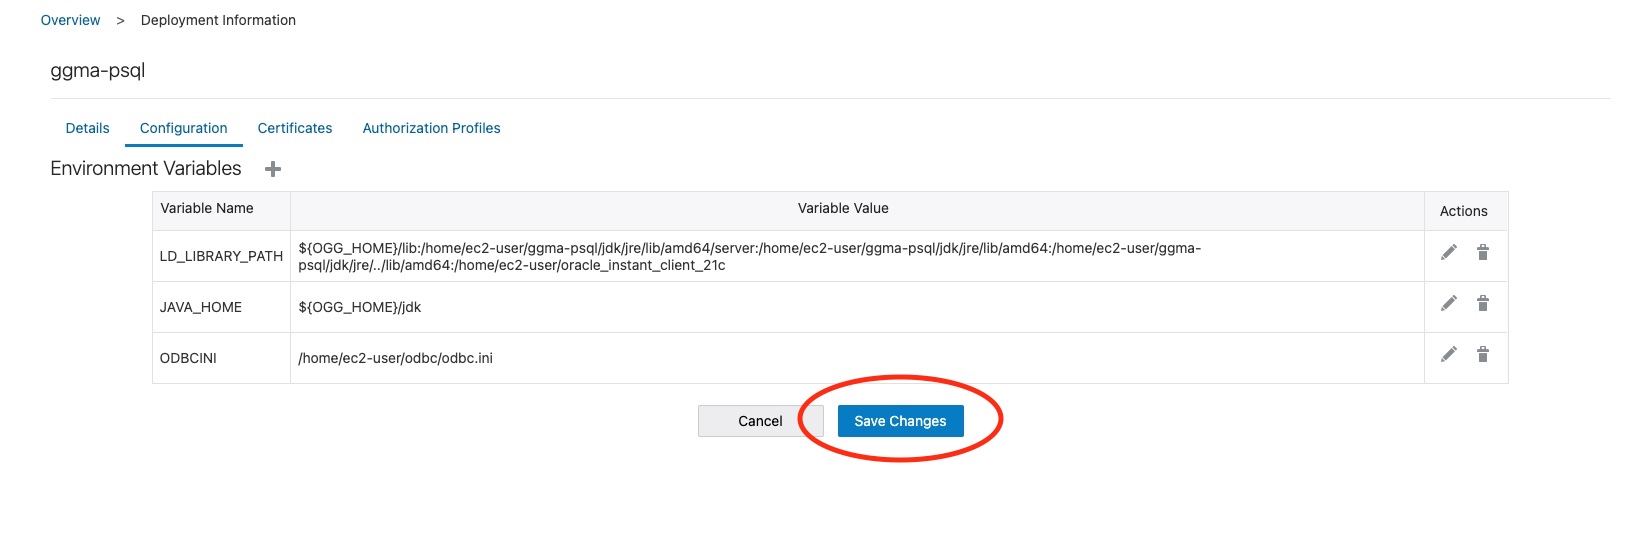 Overview > Deployment Information
ggma-psql
Details Configuration Certificates Authorization Profiles
Environment Variables +
Variable Name Variable Value Actions
LD_LIBRARY_PATH ${OGG_HOME}/lib:/home/ec2-user/ggma-psql/jdk/jre/lib/amd64/server:/home/ec2-user/ggma-psql/jdk/jre/lib/amd64:/home/ec2-user/ggma-
psql/jdk/jre/../lib/amd64:/home/ec2-user/oracle_instant_client_21c
JAVA_HOME ${OGG_HOME}/jdk
ODBCINI /home/ec2-user/odbc/odbc.ini
Cancel Save Changes